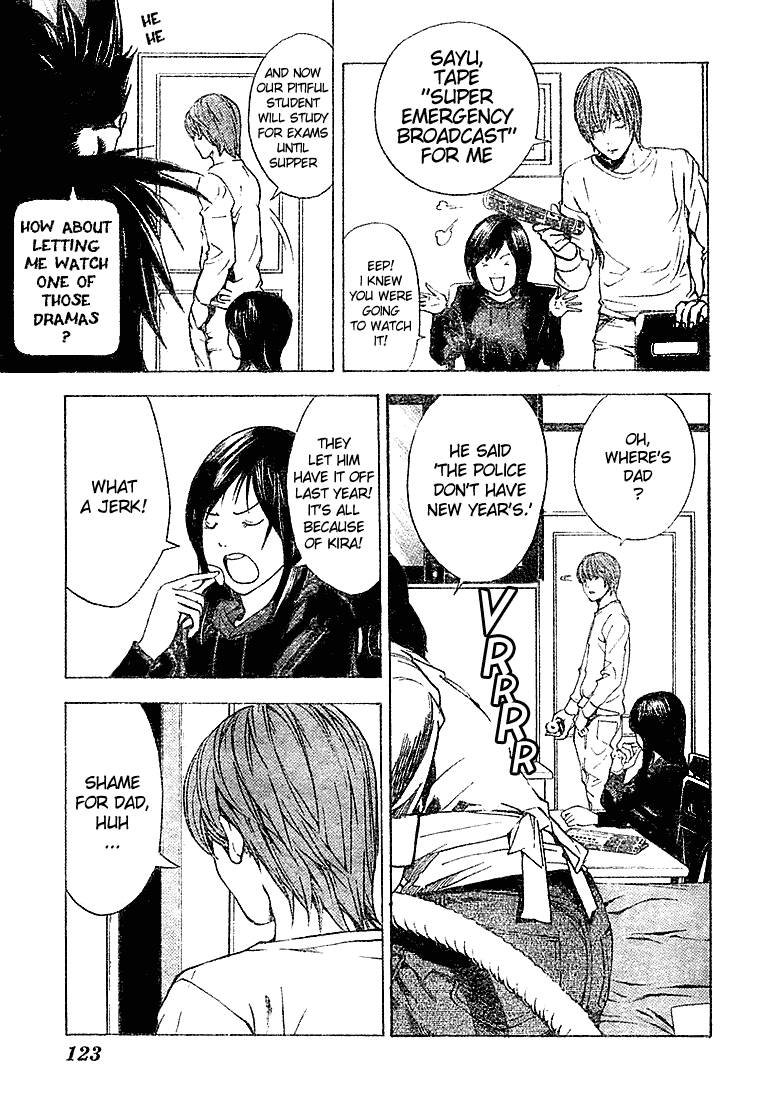 SAYU,
TAPE
"SUPER
EMERGENCY
BROADCAST"
FOR ME
EEP!
I KNEW
YOU WERE
GOING
TO WATCH
IT!
AND NOW
OUR PITIFUL
STUDENT
WILL STUDY
FOR EXAMS
UNTIL
SUPPER
HE
HE
HOW ABOUT
LETTING
ME WATCH
ONE OF
THOSE
DRAMAS
?
OH,
WHERE'S
DAD
?
HE SAID
'THE POLICE
DON'T HAVE
NEW YEAR'S.'
VRRRR
THEY
LET HIM
HAVE IT OFF
LAST YEAR!
IT'S ALL
BECAUSE
OF KIRA!
WHAT
A JERK!
SHAME
FOR DAD,
HUH
...
123